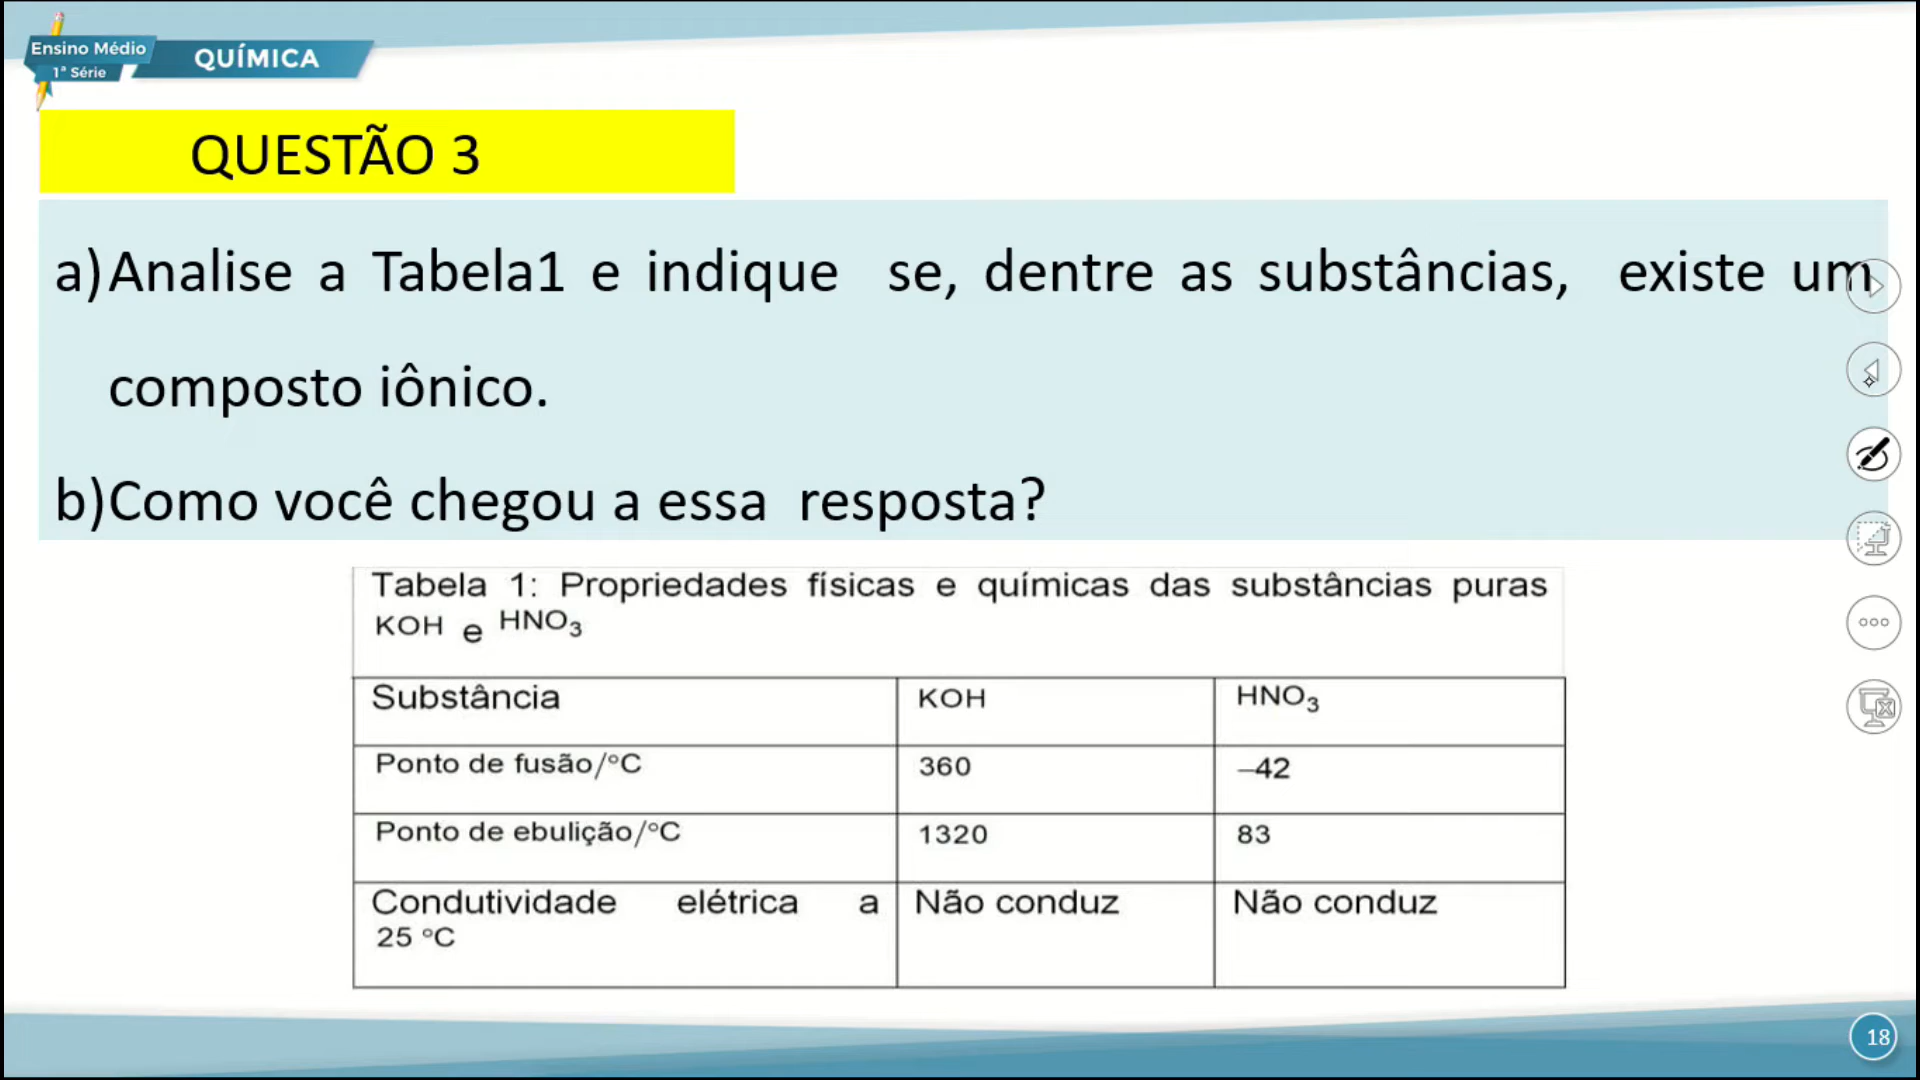 Ensino Médio
1ª Série
QUÍMICA
QUESTÃO 3
a)Analise a Tabela1 e indique se, dentre as substâncias, existe um
composto iônico.
b)Como você chegou a essa resposta?
Tabela 1: Propriedades físicas e químicas das substâncias puras
KOH e HNO₃
Substância KOH HNO₃
Ponto de fusão/°C 360 –42
Ponto de ebulição/°C 1320 83
Condutividade elétrica a Não conduz Não conduz
25 °C
18